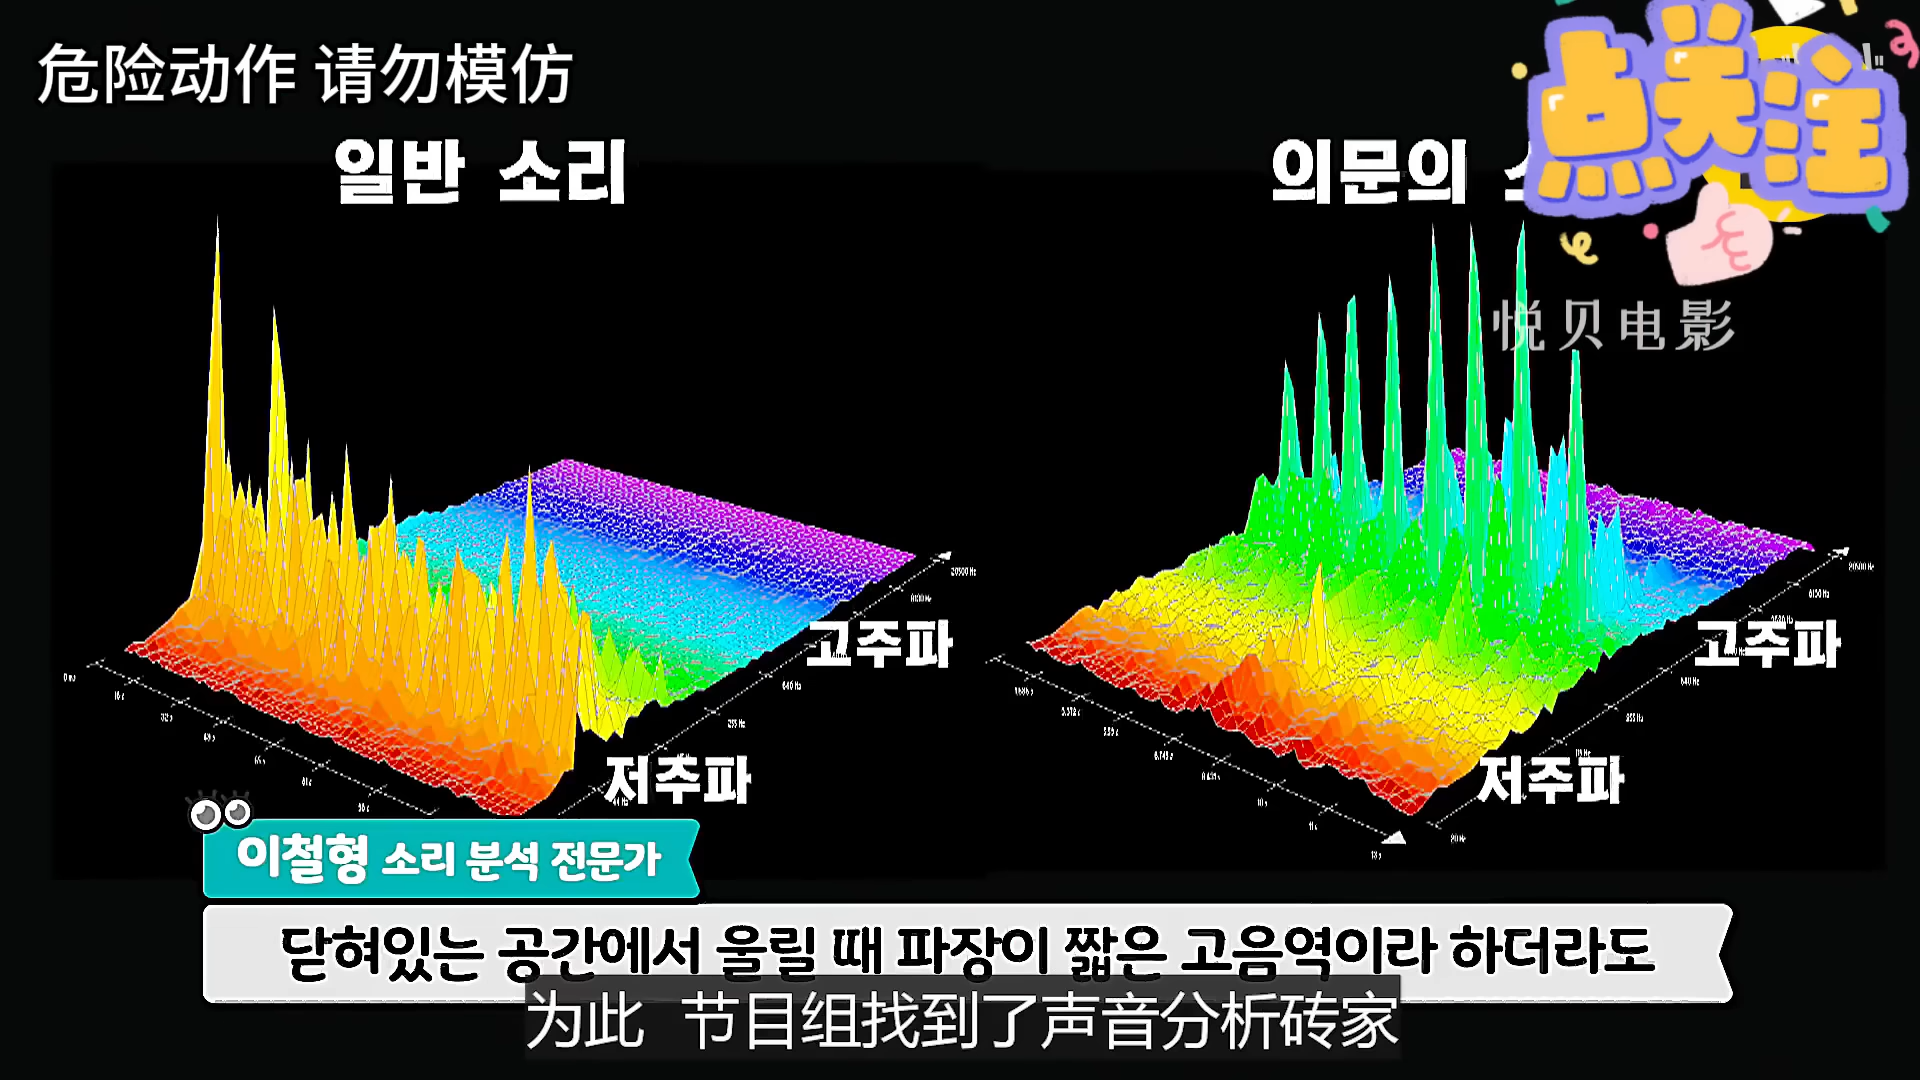 危险动作 请勿模仿
点关注
일반 소리
의문의
悦贝电影
고주파
고주파
저주파
저주파
이철형 소리 분석 전문가
닫혀있는 공간에서 울릴 때 파장이 짧은 고음역이라 하더라도
为此 节目组找到了声音分析砖家